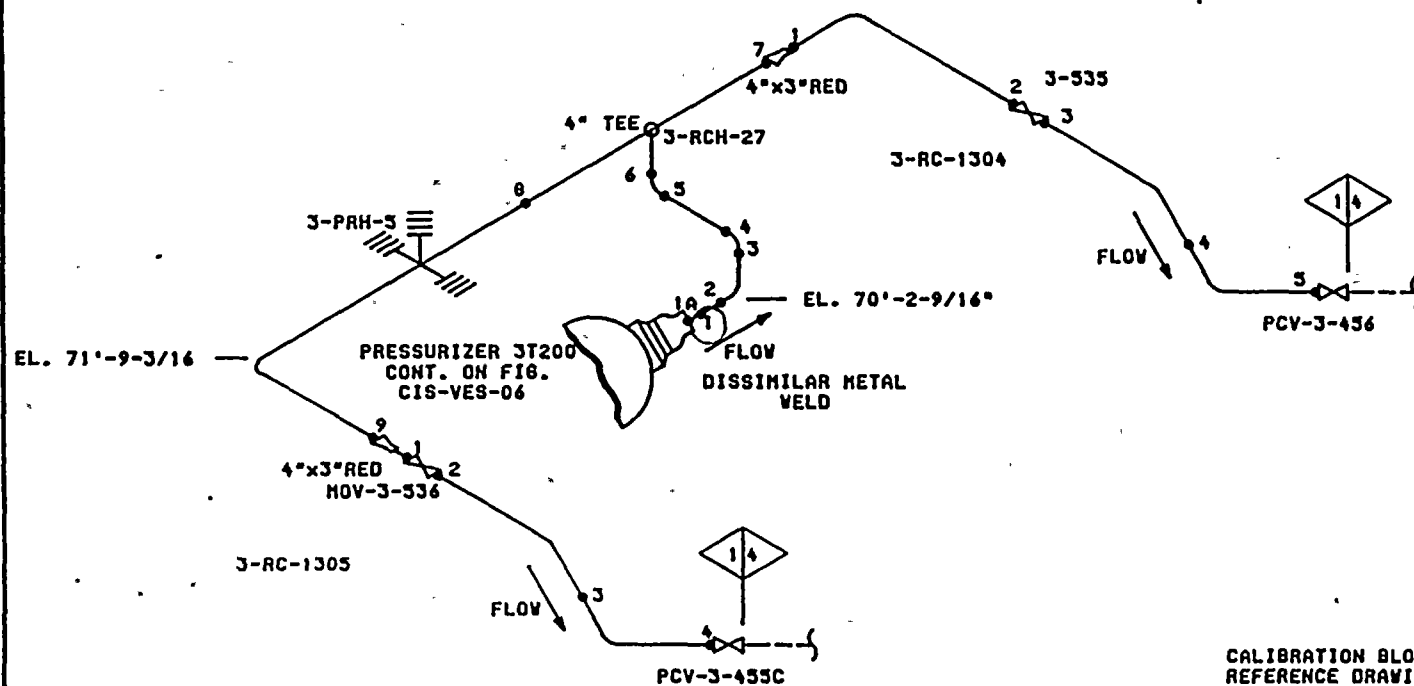 7
1
4"x3"RED
2
3-535
3
4" TEE
3-RCH-27
3-RC-1304
6
5
8
3-PRH-5
4
3
1 4
FLOW
4
2
EL. 70'-2-9/16"
1A
1
5
PCV-3-456
EL. 71'-9-3/16
PRESSURIZER 3T200
CONT. ON FIG.
CIS-VES-06
FLOW
DISSIMILAR METAL
WELD
9
1
2
4"x3"RED
MOV-3-536
3-RC-1305
1 4
3
FLOW
4
PCV-3-455C
CALIBRATION BLO
REFERENCE DRAWI